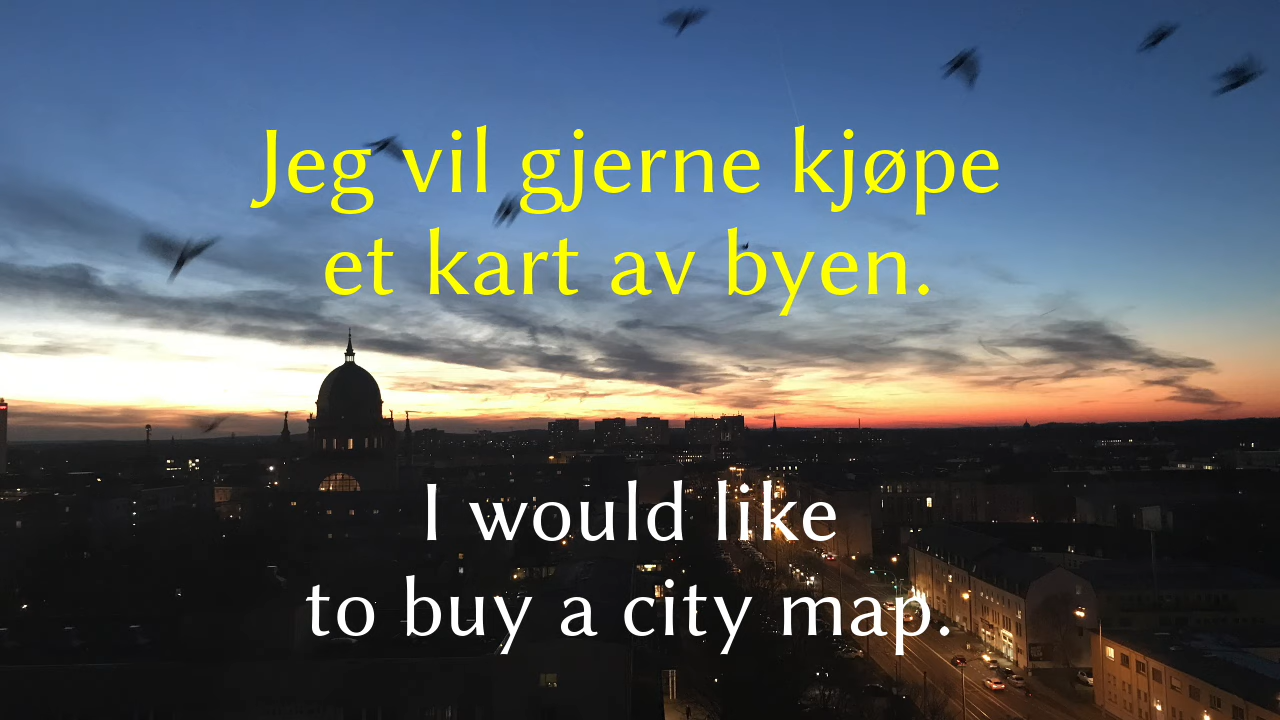 Jeg vil gjerne kjøpe
et kart av byen.
I would like
to buy a city map.